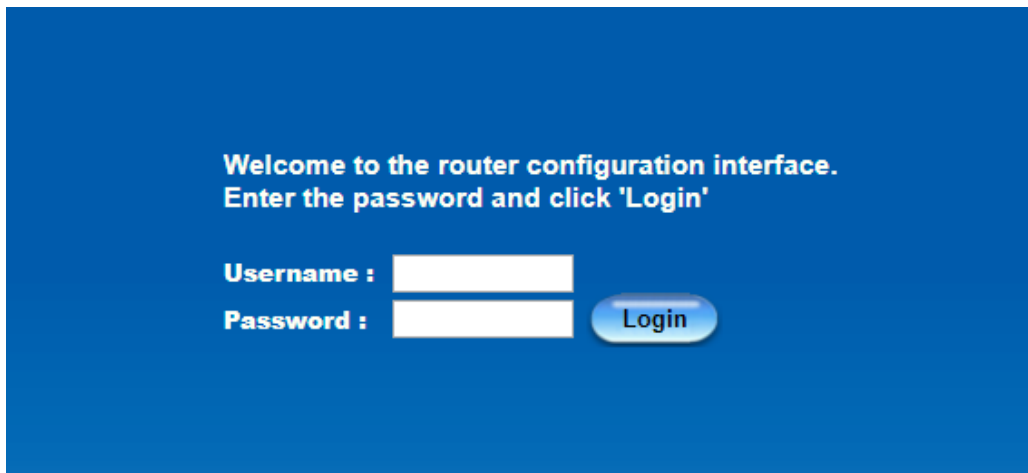 Welcome to the router configuration interface.
Enter the password and click 'Login'
Username :
Password :
Login